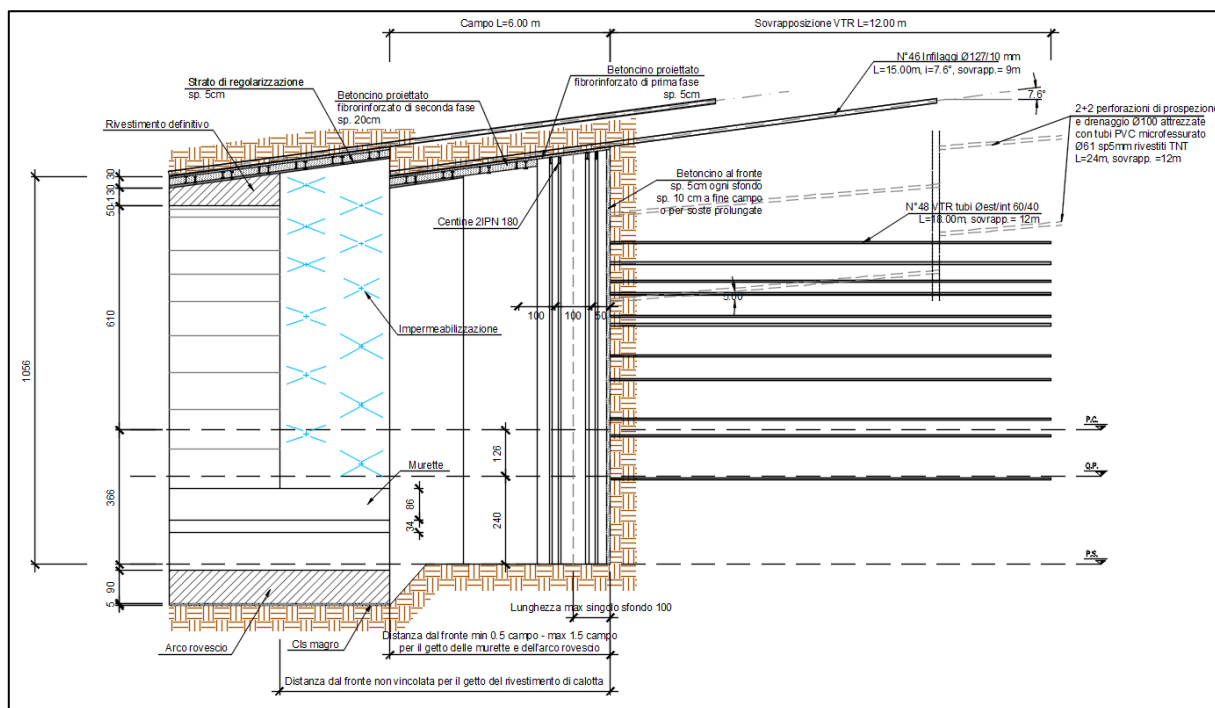 Campo L=6.00 m
Sovrapposizione VTR L=12.00 m
N°46 Infilaggi Ø127/10 mm
L=15.00m, i=7.6°, sovrapp.= 9m
7.6°
Betoncino proiettato
fibrorinforzato di prima fase
sp. 5cm
Strato di regolarizzazione
sp. 5cm
Betoncino proiettato
fibrorinforzato di seconda fase
sp. 20cm
Rivestimento definitivo
2+2 perforazioni di prospezione
e drenaggio Ø100 attrezzate
con tubi PVC microfessurato
Ø61 sp5mm rivestiti TNT
L=24m, sovrapp. =12m
Betoncino al fronte
sp. 5cm ogni sfondo
sp. 10 cm a fine campo
o per soste prolungate
N°48 VTR tubi Øest/int 60/40
L=18.00m, sovrapp.= 12m
Centine 2IPN 180
30
130
50
5.00°
100
100
50
Impermeabilizzazione
610
1056
P.C.
126
Murette
Q.P.
366
86
240
34
P.S.
90
5
Lunghezza max singolo sfondo 100
Distanza dal fronte min 0.5 campo - max 1.5 campo
per il getto delle murette e dell'arco rovescio
Arco rovescio
Cls magro
Distanza dal fronte non vincolata per il getto del rivestimento di calotta